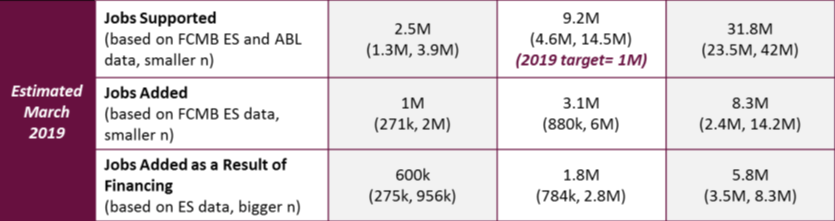 Estimated
March
2019
Jobs Supported
(based on FCMB ES and ABL
data, smaller n)
2.5M
(1.3M, 3.9M)
9.2M
(4.6M, 14.5M)
(2019 target= 1M)
31.8M
(23.5M, 42M)
Jobs Added
(based on FCMB ES data,
smaller n)
1M
(271k, 2M)
3.1M
(880k, 6M)
8.3M
(2.4M, 14.2M)
Jobs Added as a Result of
Financing
(based on ES data, bigger n)
600k
(275k, 956k)
1.8M
(784k, 2.8M)
5.8M
(3.5M, 8.3M)